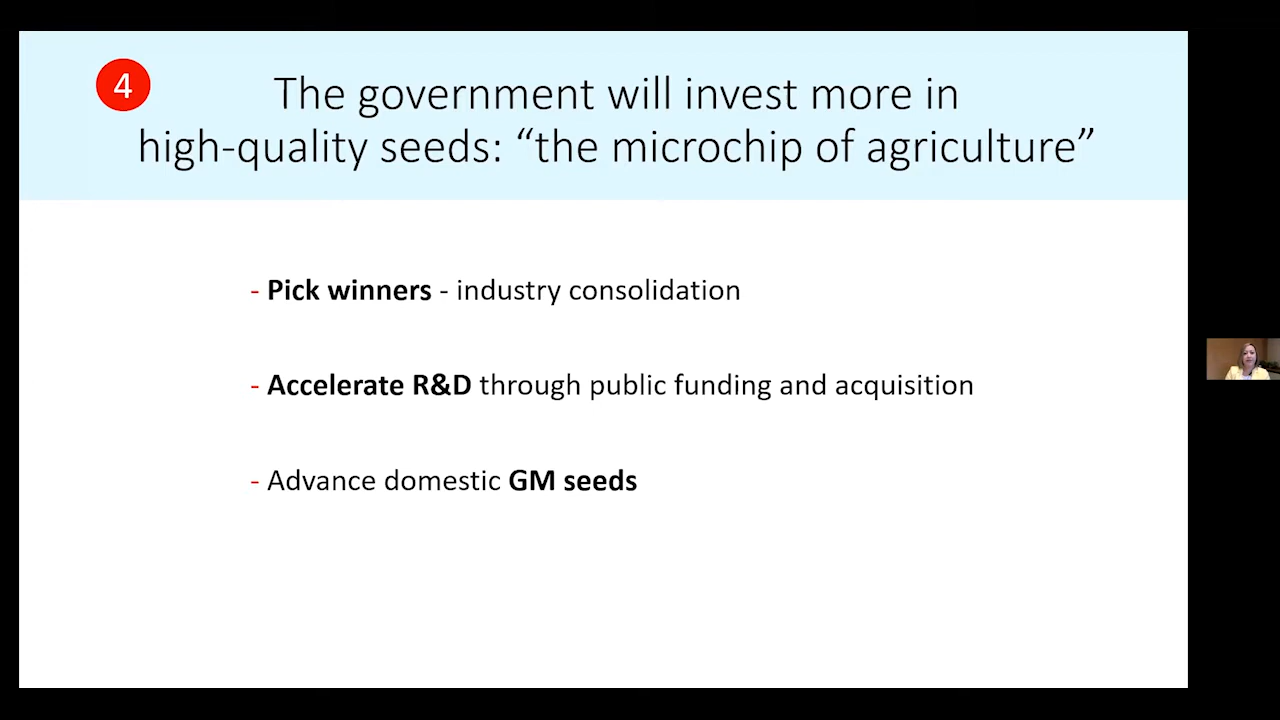 4
The government will invest more in
high-quality seeds: “the microchip of agriculture”
- Pick winners - industry consolidation
- Accelerate R&D through public funding and acquisition
- Advance domestic GM seeds